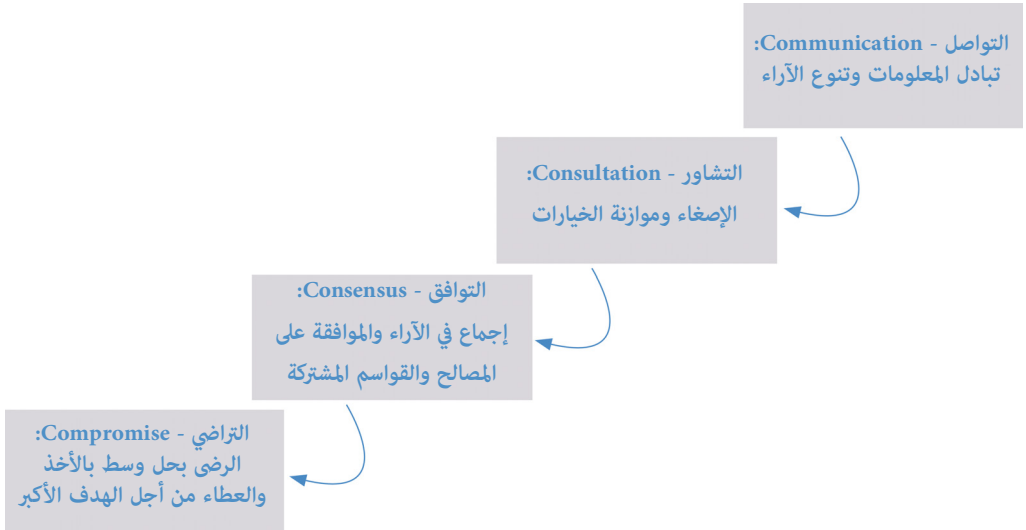 التواصل - Communication:
تبادل المعلومات وتنوع الآراء
التشاور - Consultation:
الإصغاء وموازنة الخيارات
التوافق - Consensus:
إجماع في الآراء والموافقة على
المصالح والقواسم المشتركة
التراضي - Compromise:
الرضى بحل وسط بالأخذ
والعطاء من أجل الهدف الأكبر